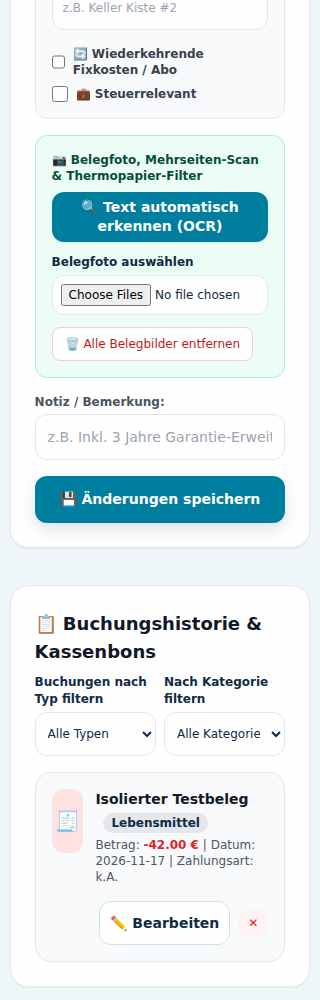 z.B. Keller Kiste #2
🔄 Wiederkehrende
Fixkosten / Abo
💼 Steuerrelevant
📷 Belegfoto, Mehrseiten-Scan
& Thermopapier-Filter
🔍 Text automatisch
erkennen (OCR)
Belegfoto auswählen
Choose Files No file chosen
🗑️ Alle Belegbilder entfernen
Notiz / Bemerkung:
z.B. Inkl. 3 Jahre Garantie-Erweit
💾 Änderungen speichern
📋 Buchungshistorie &
Kassenbons
Buchungen nach
Typ filtern
Nach Kategorie
filtern
Alle Typen
Alle Kategorie
🧾
Isolierter Testbeleg
Lebensmittel
Betrag: -42.00 € | Datum:
2026-11-17 | Zahlungsart:
k.A.
✏️ Bearbeiten
✕